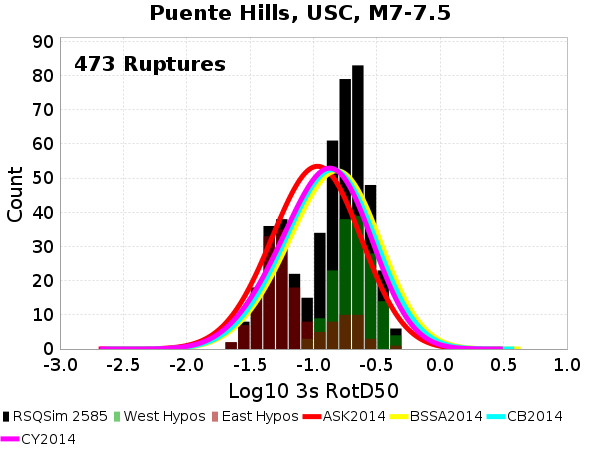 Puente Hills, USC, M7-7.5
473 Ruptures
Count
90
80
70
60
50
40
30
20
10
0
-3.0 -2.5 -2.0 -1.5 -1.0 -0.5 0.0 0.5 1.0
Log10 3s RotD50
RSQSim 2585 West Hypos East Hypos ASK2014 BSSA2014 CB2014
CY2014